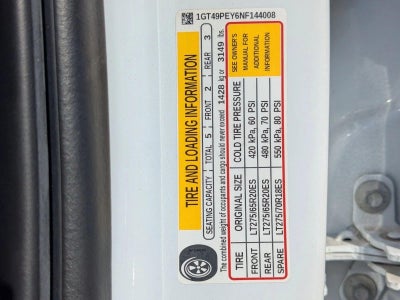 1GT49PEY6NF144008
TIRE AND LOADING INFORMATION
SEATING CAPACITY TOTAL 5 FRONT 2 REAR 3
The combined weight of occupants and cargo should never exceed 1428 kg or 3149 lbs.
TIRE ORIGINAL SIZE COLD TIRE PRESSURE
FRONT LT275/65R20ES 420 kPa, 60 PSI
REAR LT275/65R20ES 480 kPa, 70 PSI
SPARE LT275/70R18ES 550 kPa, 80 PSI
SEE OWNER'S
MANUAL FOR
ADDITIONAL
INFORMATION